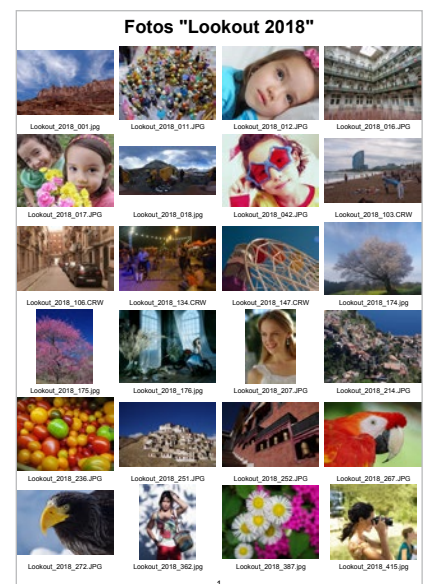 Fotos "Lookout 2018"
Lookout_2018_001.jpg Lookout_2018_011.JPG Lookout_2018_012.JPG Lookout_2018_016.JPG
Lookout_2018_017.JPG Lookout_2018_018.jpg Lookout_2018_042.JPG Lookout_2018_103.CRW
Lookout_2018_106.CRW Lookout_2018_134.CRW Lookout_2018_147.CRW Lookout_2018_174.jpg
Lookout_2018_175.jpg Lookout_2018_176.jpg Lookout_2018_207.JPG Lookout_2018_214.JPG
Lookout_2018_236.JPG Lookout_2018_251.JPG Lookout_2018_252.JPG Lookout_2018_267.JPG
Lookout_2018_272.JPG Lookout_2018_362.jpg Lookout_2018_387.jpg Lookout_2018_415.jpg
1